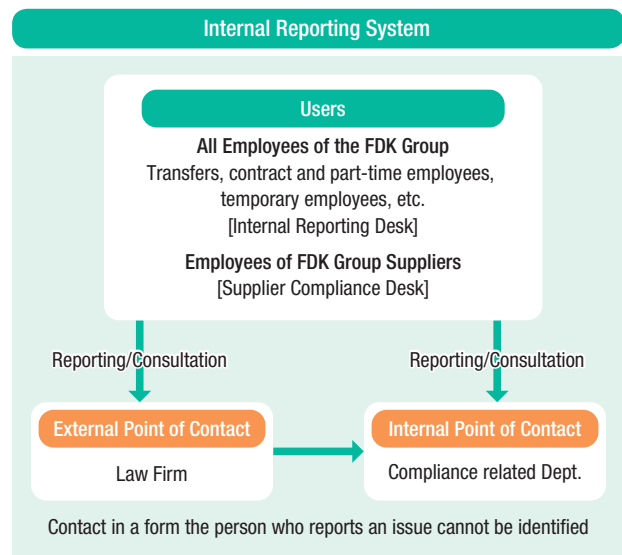 Internal Reporting System
Users
All Employees of the FDK Group
Transfers, contract and part-time employees,
temporary employees, etc.
[Internal Reporting Desk]
Employees of FDK Group Suppliers
[Supplier Compliance Desk]
Reporting/Consultation
Reporting/Consultation
External Point of Contact
Law Firm
Internal Point of Contact
Compliance related Dept.
Contact in a form the person who reports an issue cannot be identified